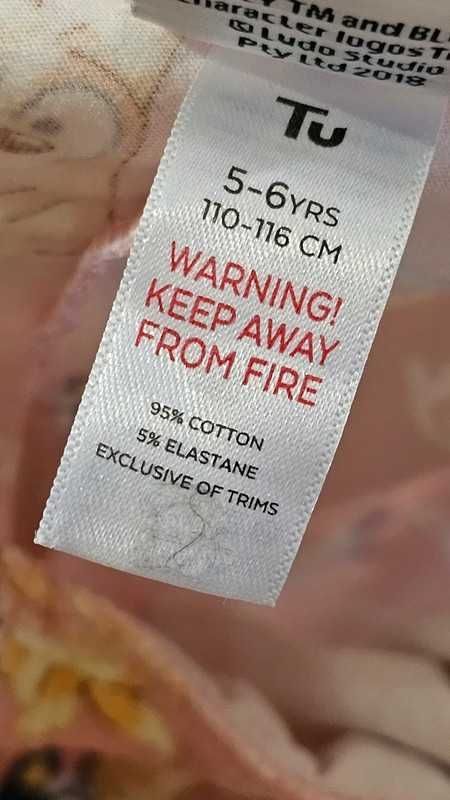 TM and
character logos
© Ludo Studio
Pty Ltd 2018
Tu
5-6YRS
110-116 CM
WARNING!
KEEP AWAY
FROM FIRE
95% COTTON
5% ELASTANE
EXCLUSIVE OF TRIMS